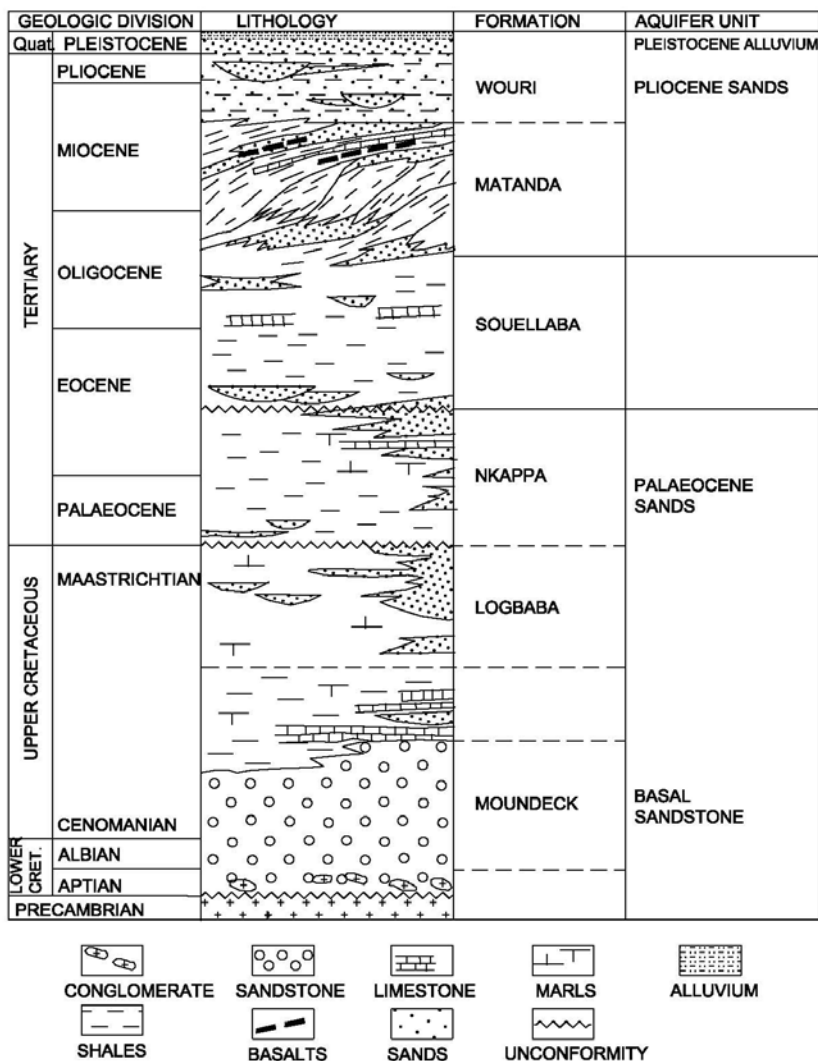 GEOLOGIC DIVISION LITHOLOGY FORMATION AQUIFER UNIT
Quat. PLEISTOCENE PLEISTOCENE ALLUVIUM
TERTIARY
PLIOCENE
WOURI PLIOCENE SANDS
MIOCENE
MATANDA
OLIGOCENE
SOUELLABA
EOCENE
NKAPPA PALAEOCENE
SANDS
PALAEOCENE
UPPER CRETACEOUS
MAASTRICHTIAN
LOGBABA
MOUNDECK BASAL
SANDSTONE
CENOMANIAN
LOWER
CRET.
ALBIAN
APTIAN
PRECAMBRIAN
CONGLOMERATE SANDSTONE LIMESTONE MARLS ALLUVIUM
SHALES BASALTS SANDS UNCONFORMITY